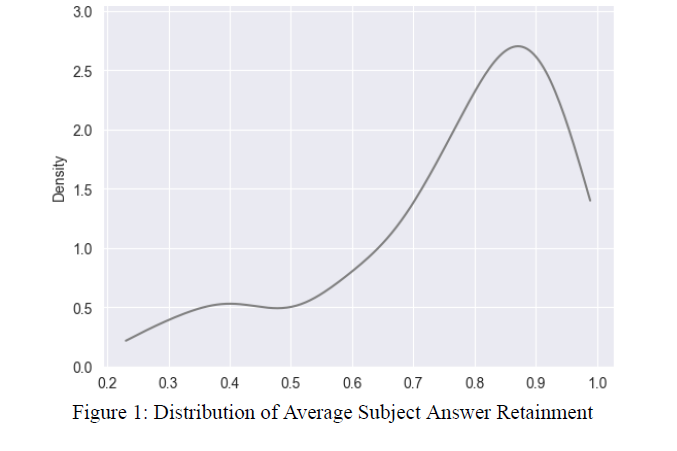 3.0
2.5
2.0
1.5
1.0
0.5
0.0
Density
0.2 0.3 0.4 0.5 0.6 0.7 0.8 0.9 1.0
Figure 1: Distribution of Average Subject Answer Retainment